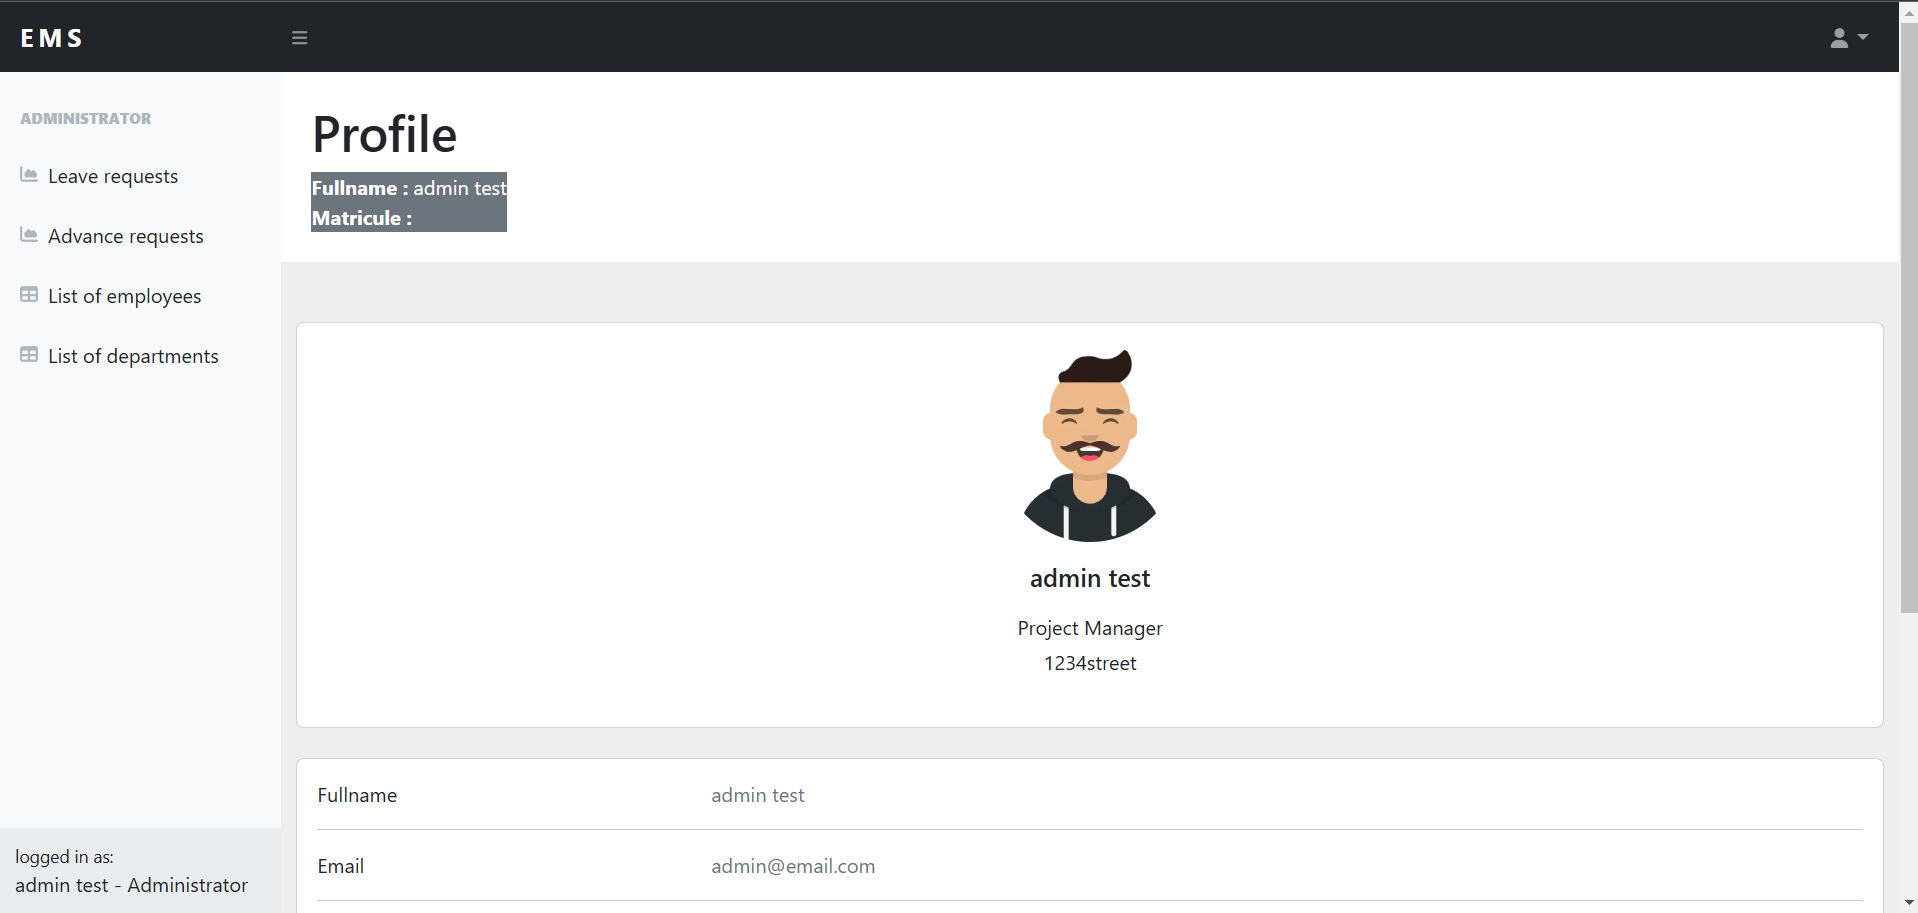 EMS
ADMINISTRATOR
Leave requests
Advance requests
List of employees
List of departments
logged in as:
admin test - Administrator
Profile
Fullname : admin test
Matricule :
admin test
Project Manager
1234street
Fullname admin test
Email admin@email.com